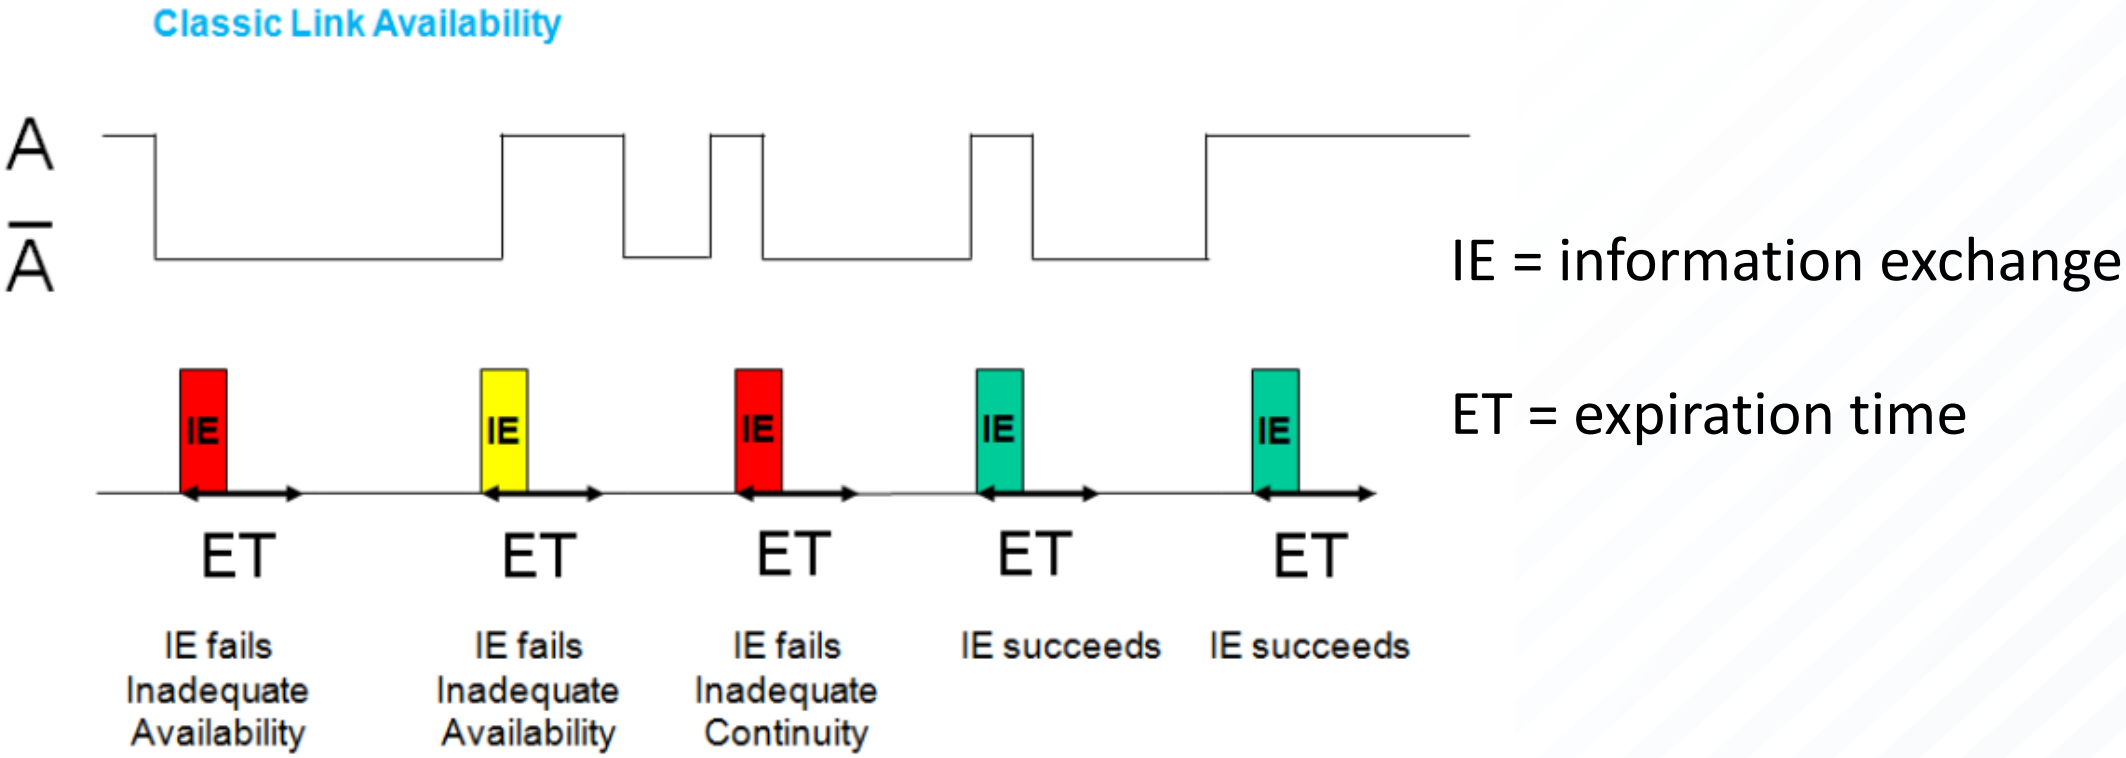 Classic Link Availability
A
A̅
IE = information exchange
IE IE IE IE IE
ET = expiration time
ET ET ET ET ET
IE fails IE fails IE fails IE succeeds IE succeeds
Inadequate Inadequate Inadequate
Availability Availability Continuity